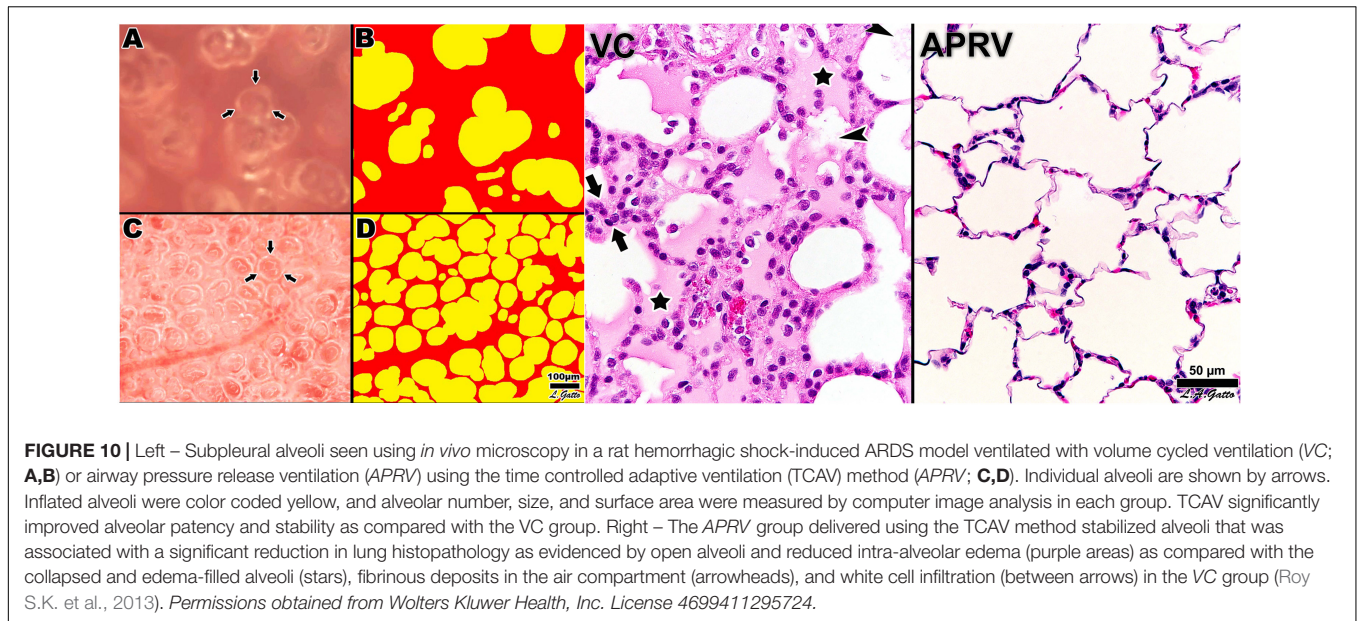 A
B
VC
APRV
C
D
100µm
L.Gatto
50 µm
L.A.Gatto
FIGURE 10 | Left – Subpleural alveoli seen using in vivo microscopy in a rat hemorrhagic shock-induced ARDS model ventilated with volume cycled ventilation (VC;
A,B) or airway pressure release ventilation (APRV) using the time controlled adaptive ventilation (TCAV) method (APRV; C,D). Individual alveoli are shown by arrows.
Inflated alveoli were color coded yellow, and alveolar number, size, and surface area were measured by computer image analysis in each group. TCAV significantly
improved alveolar patency and stability as compared with the VC group. Right – The APRV group delivered using the TCAV method stabilized alveoli that was
associated with a significant reduction in lung histopathology as evidenced by open alveoli and reduced intra-alveolar edema (purple areas) as compared with the
collapsed and edema-filled alveoli (stars), fibrinous deposits in the air compartment (arrowheads), and white cell infiltration (between arrows) in the VC group (Roy
S.K. et al., 2013). Permissions obtained from Wolters Kluwer Health, Inc. License 4699411295724.